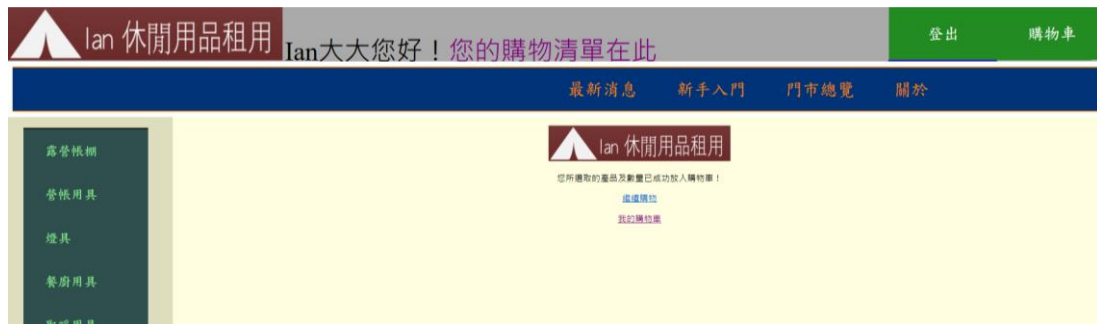 Ian 休閒用品租用
Ian大大您好！您的購物清單在此
登出
購物車
最新消息
新手入門
門市總覽
關於
露營帳棚
營帳用具
燈具
餐廚用具
Ian 休閒用品租用
您所選取的產品及數量已成功放入購物車！
繼續購物
我的購物車